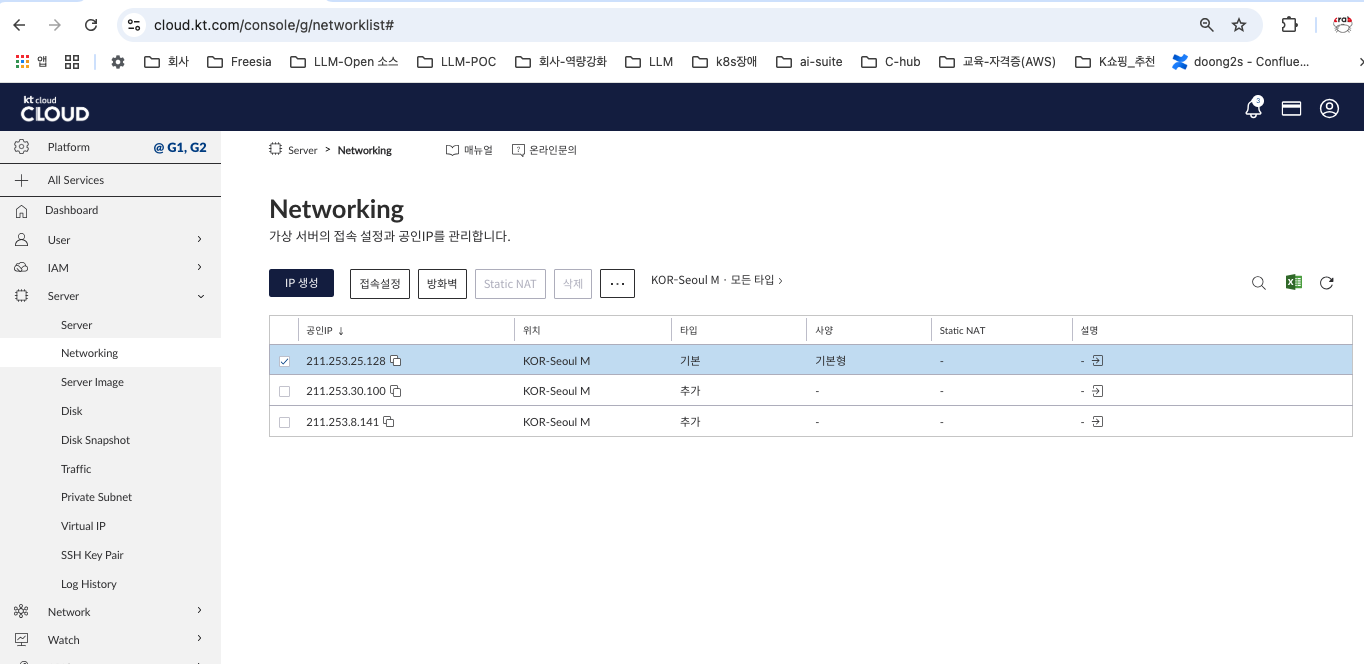 cloud.kt.com/console/g/networklist#
앱 회사 Freesia LLM-Open 소스 LLM-POC 회사-역량강화 LLM k8s장애 ai-suite C-hub 교육-자격증(AWS) K쇼핑_추천 doong2s - Conflue...
kt cloud
CLOUD
3
Platform @ G1, G2
All Services
Dashboard
User
IAM
Server
Server
Networking
Server Image
Disk
Disk Snapshot
Traffic
Private Subnet
Virtual IP
SSH Key Pair
Log History
Network
Watch
Server > Networking 매뉴얼 온라인문의
Networking
가상 서버의 접속 설정과 공인IP를 관리합니다.
IP 생성 접속설정 방화벽 Static NAT 삭제 ... KOR-Seoul M · 모든 타입 >
공인IP ↓ 위치 타입 사양 Static NAT 설명
211.253.25.128 KOR-Seoul M 기본 기본형 - -
211.253.30.100 KOR-Seoul M 추가 - - -
211.253.8.141 KOR-Seoul M 추가 - - -